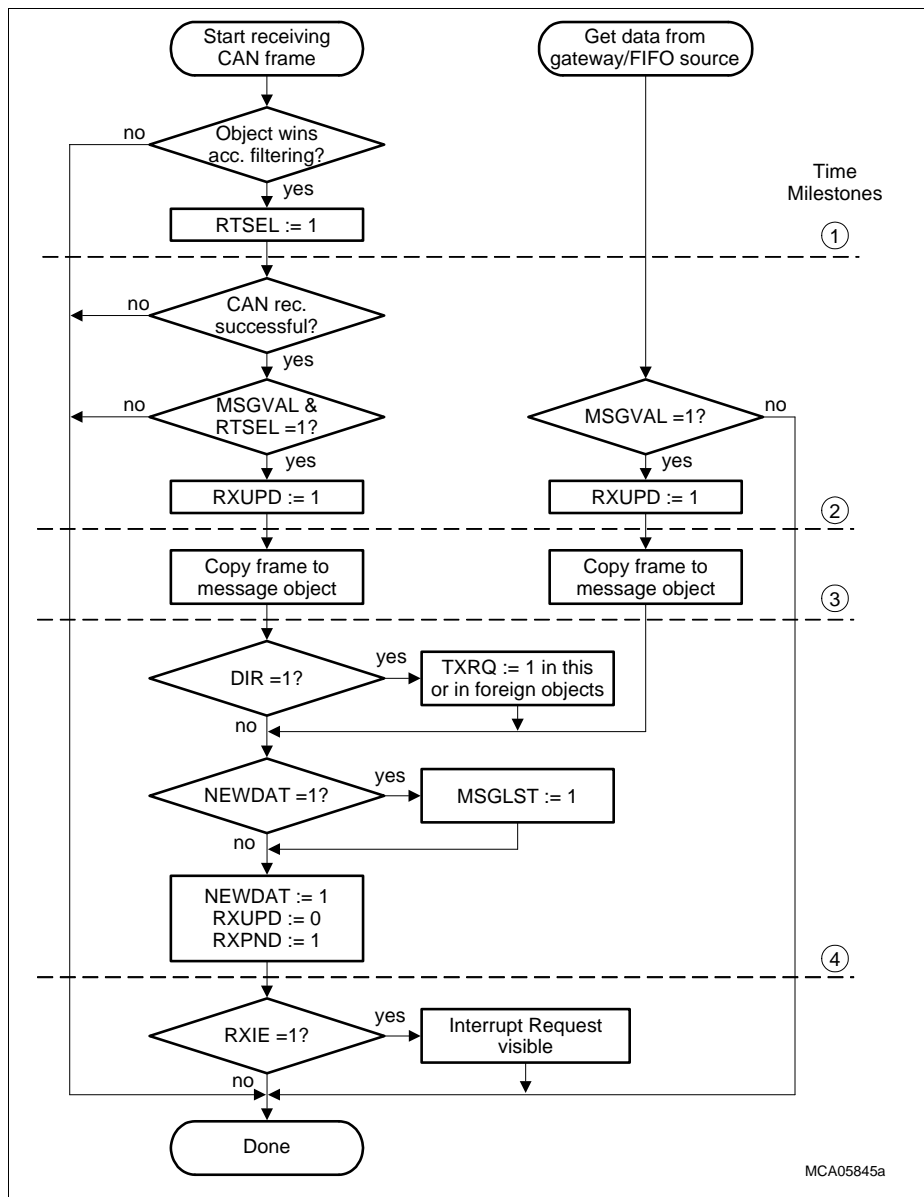 Start receiving
CAN frame
Get data from
gateway/FIFO source
no
Object wins
acc. filtering?
yes
Time
Milestones
RTSEL := 1
1
no
CAN rec.
successful?
yes
no
MSGVAL &
RTSEL =1?
yes
MSGVAL =1?
no
yes
RXUPD := 1
RXUPD := 1
2
Copy frame to
message object
Copy frame to
message object
3
DIR =1?
yes
TXRQ := 1 in this
or in foreign objects
no
NEWDAT =1?
yes
MSGLST := 1
no
NEWDAT := 1
RXUPD := 0
RXPND := 1
4
RXIE =1?
yes
Interrupt Request
visible
no
Done
MCA05845a